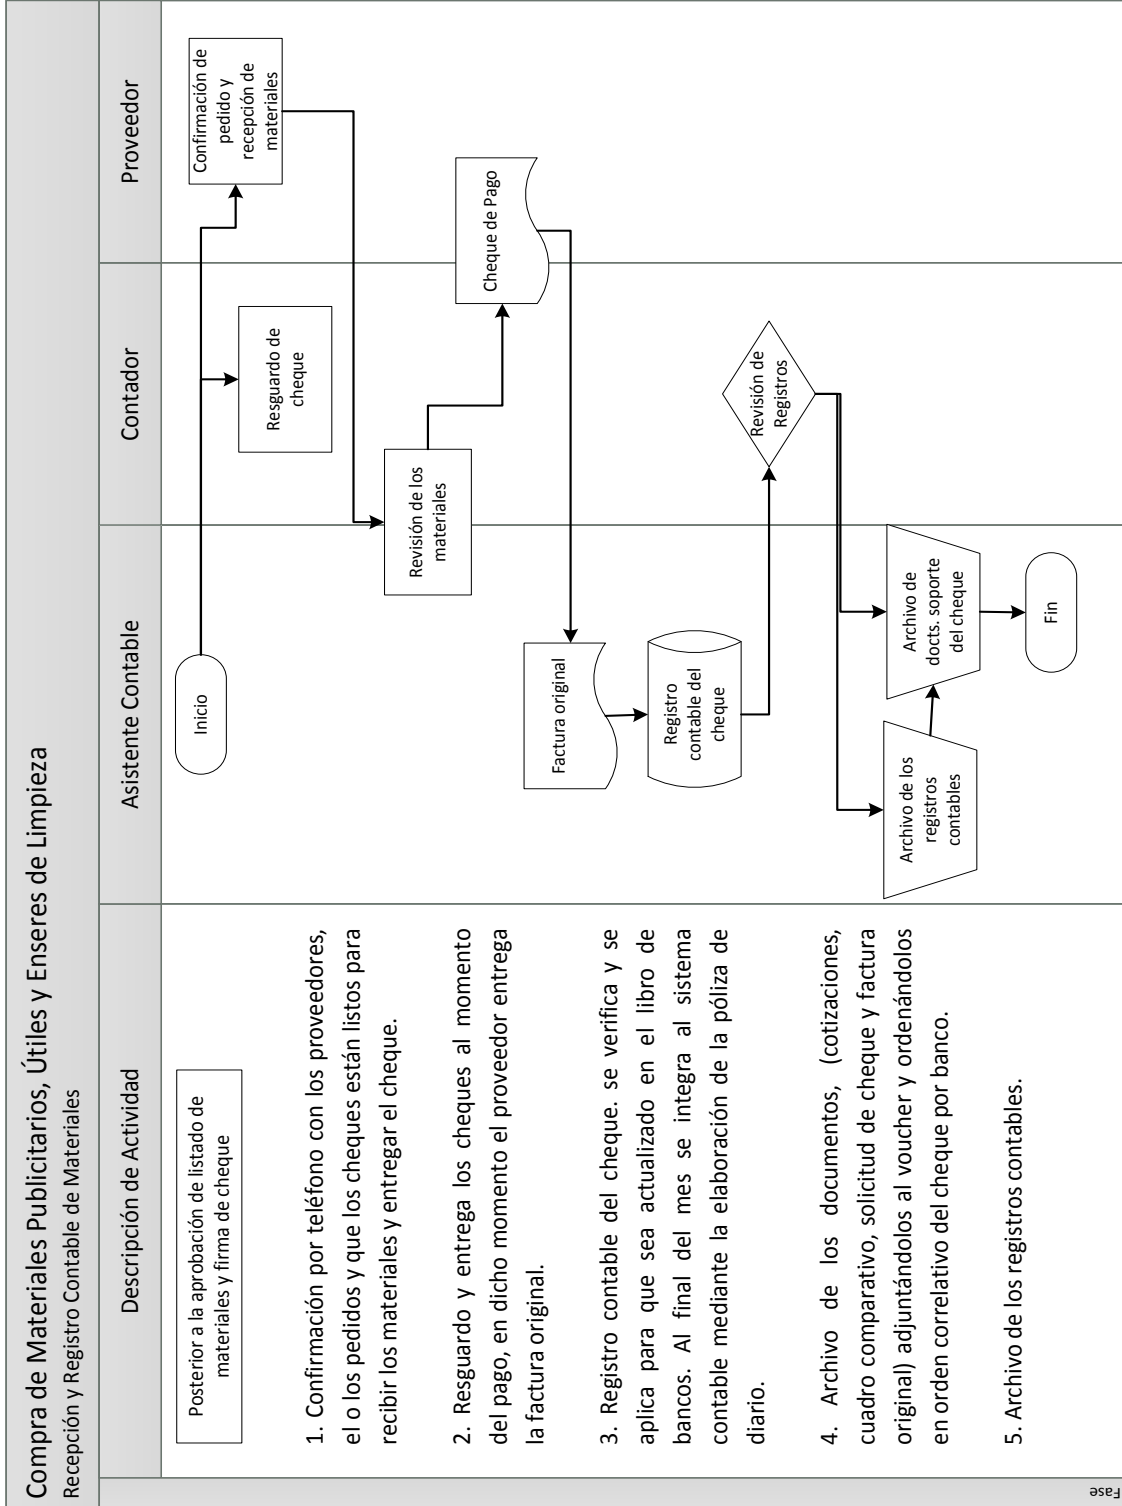 Compra de Materiales Publicitarios, Útiles y Enseres de Limpieza
Recepción y Registro Contable de Materiales
Descripción de Actividad
Asistente Contable
Contador
Proveedor
Posterior a la aprobación de listado de
materiales y firma de cheque
1. Confirmación por teléfono con los proveedores,
el o los pedidos y que los cheques están listos para
recibir los materiales y entregar el cheque.
2. Resguardo y entrega los cheques al momento
del pago, en dicho momento el proveedor entrega
la factura original.
3. Registro contable del cheque. se verifica y se
aplica para que sea actualizado en el libro de
bancos. Al final del mes se integra al sistema
contable mediante la elaboración de la póliza de
diario.
4. Archivo de los documentos, (cotizaciones,
cuadro comparativo, solicitud de cheque y factura
original) adjuntándolos al voucher y ordenándolos
en orden correlativo del cheque por banco.
5. Archivo de los registros contables.
Inicio
Confirmación de
pedido y
recepción de
materiales
Resguardo de
cheque
Revisión de los
materiales
Cheque de Pago
Factura original
Registro
contable del
cheque
Revisión de
Registros
Archivo de los
registros
contables
Archivo de
docts. soporte
del cheque
Fin
Fase